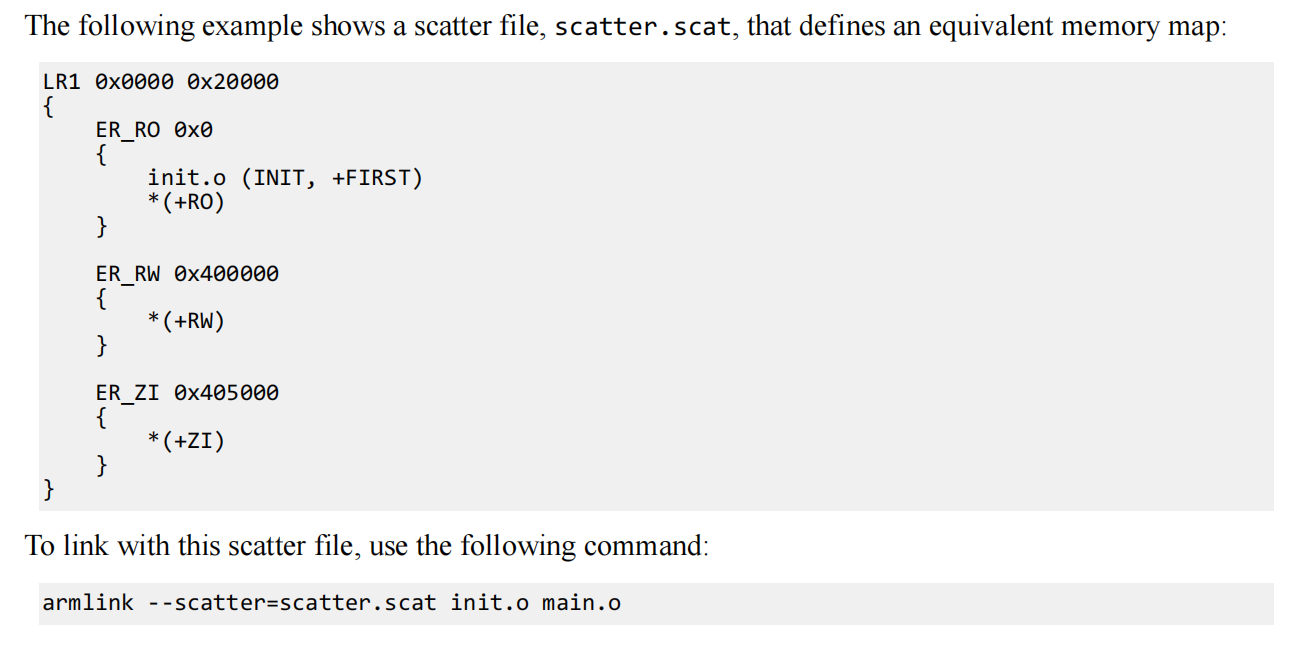 The following example shows a scatter file, scatter.scat, that defines an equivalent memory map:
LR1 0x0000 0x20000
{
    ER_RO 0x0
    {
        init.o (INIT, +FIRST)
        *(+RO)
    }
    ER_RW 0x400000
    {
        *(+RW)
    }
    ER_ZI 0x405000
    {
        *(+ZI)
    }
}
To link with this scatter file, use the following command:
armlink --scatter=scatter.scat init.o main.o